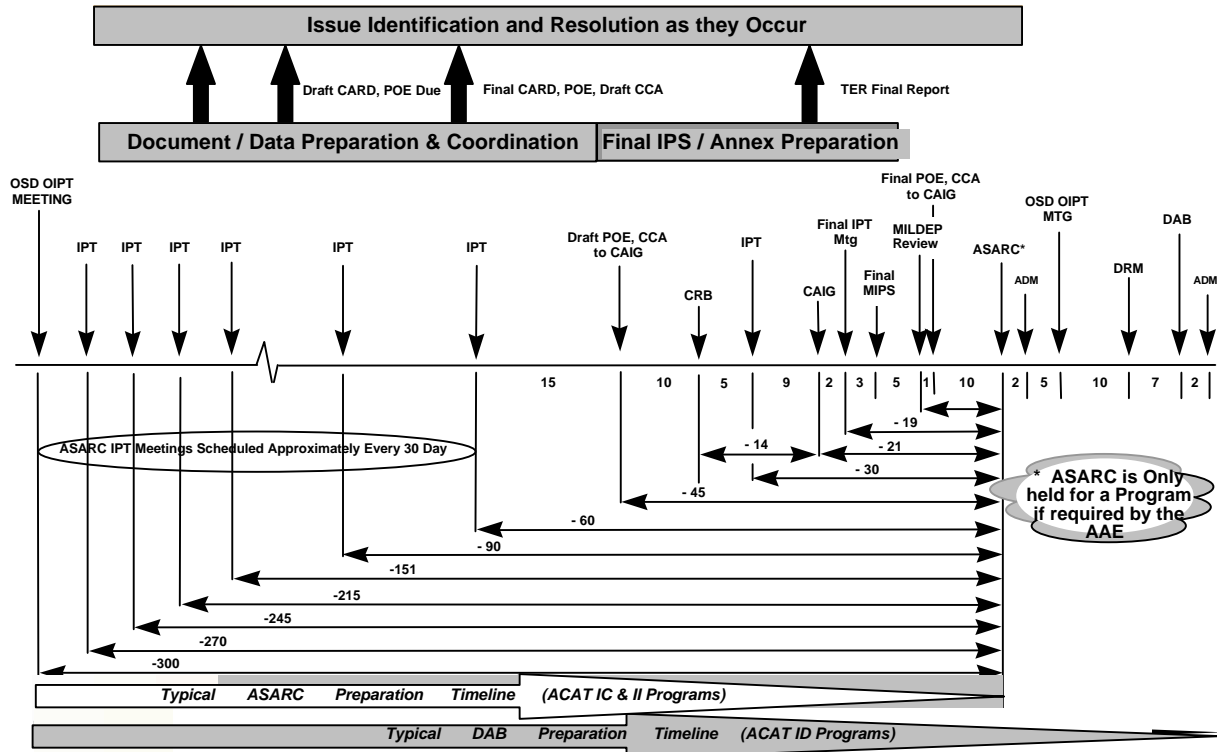 Issue Identification and Resolution as they Occur
Draft CARD, POE Due
Final CARD, POE, Draft CCA
TER Final Report
Document / Data Preparation & Coordination
Final IPS / Annex Preparation
OSD OIPT
MEETING
IPT
IPT
IPT
IPT
IPT
IPT
Draft POE, CCA
to CAIG
CRB
IPT
CAIG
Final IPT
Mtg
Final
MIPS
MILDEP
Review
Final POE, CCA
to CAIG
ASARC*
ADM
OSD OIPT
MTG
DRM
DAB
ADM
15
10
5
9
2
3
5
1
10
2
5
10
7
2
ASARC IPT Meetings Scheduled Approximately Every 30 Day
- 19
- 14
- 21
- 30
- 45
- 60
- 90
-151
-215
-245
-270
-300
* ASARC is Only
held for a Program
if required by the
AAE
Typical ASARC Preparation Timeline (ACAT IC & II Programs)
Typical DAB Preparation Timeline (ACAT ID Programs)